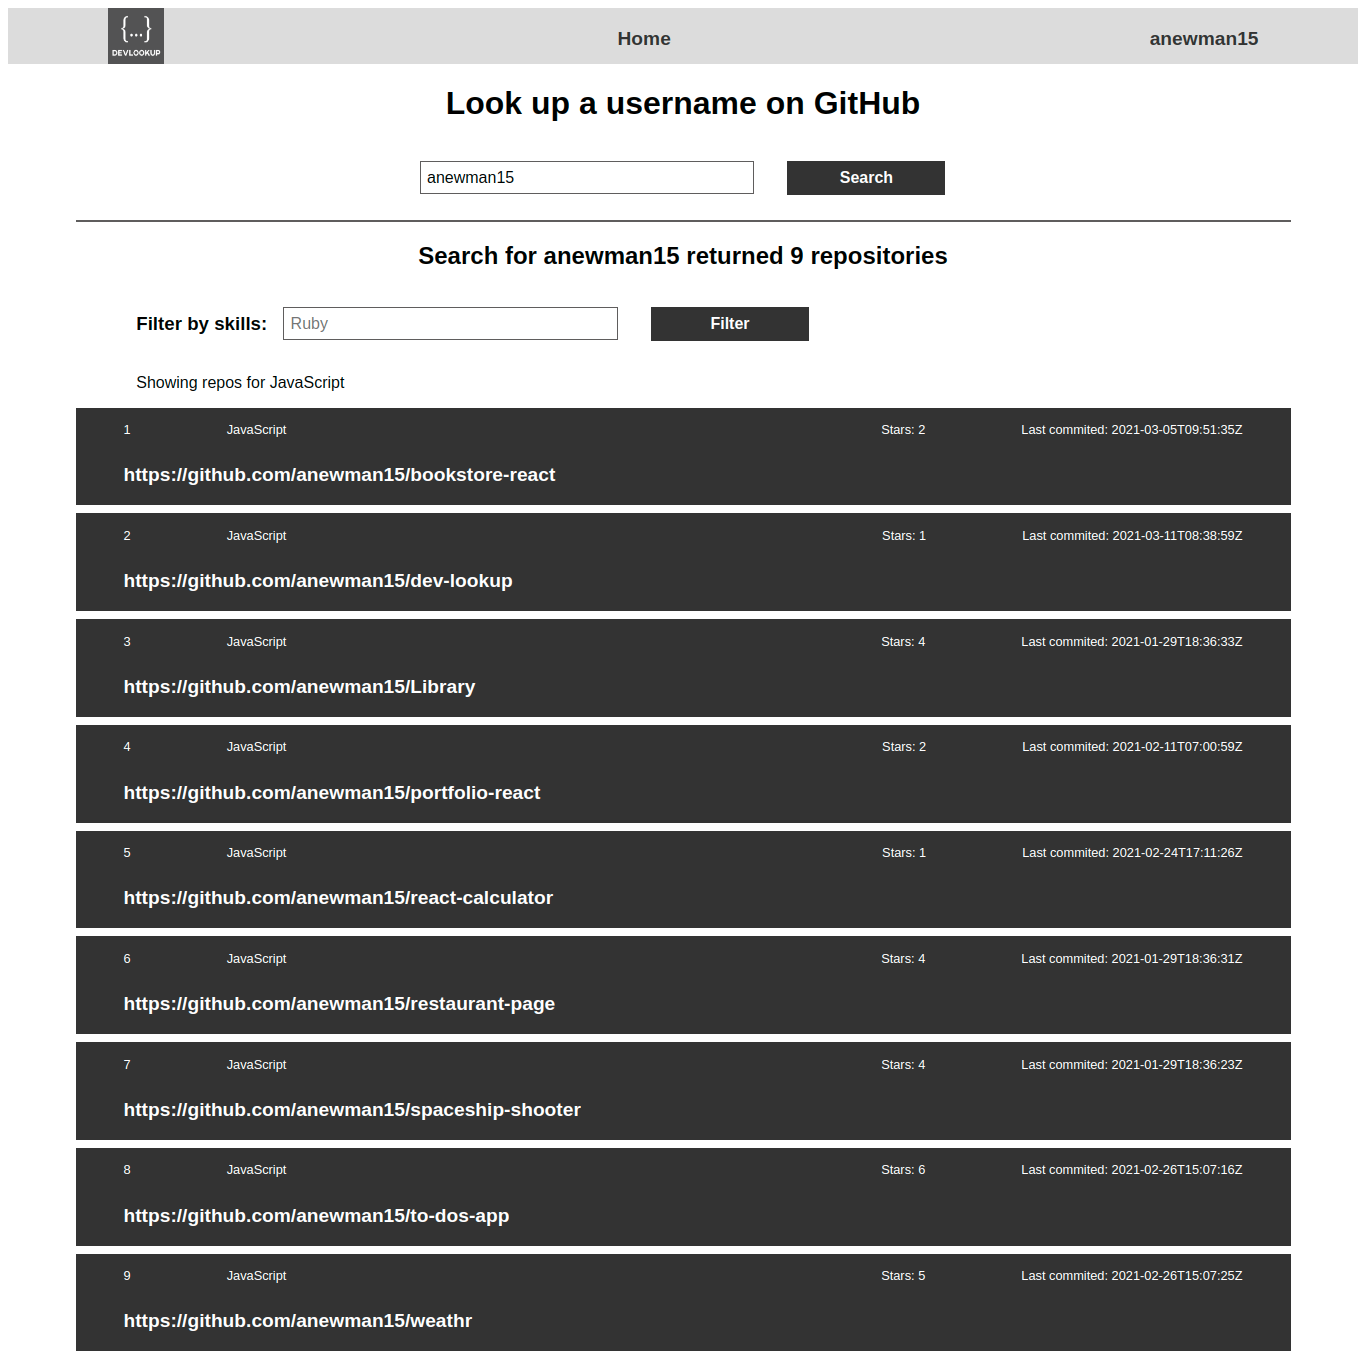 {...}
DEVLOOKUP
Home
anewman15
Look up a username on GitHub
anewman15
Search
Search for anewman15 returned 9 repositories
Filter by skills:
Ruby
Filter
Showing repos for JavaScript
1 JavaScript Stars: 2 Last commited: 2021-03-05T09:51:35Z
https://github.com/anewman15/bookstore-react
2 JavaScript Stars: 1 Last commited: 2021-03-11T08:38:59Z
https://github.com/anewman15/dev-lookup
3 JavaScript Stars: 4 Last commited: 2021-01-29T18:36:33Z
https://github.com/anewman15/Library
4 JavaScript Stars: 2 Last commited: 2021-02-11T07:00:59Z
https://github.com/anewman15/portfolio-react
5 JavaScript Stars: 1 Last commited: 2021-02-24T17:11:26Z
https://github.com/anewman15/react-calculator
6 JavaScript Stars: 4 Last commited: 2021-01-29T18:36:31Z
https://github.com/anewman15/restaurant-page
7 JavaScript Stars: 4 Last commited: 2021-01-29T18:36:23Z
https://github.com/anewman15/spaceship-shooter
8 JavaScript Stars: 6 Last commited: 2021-02-26T15:07:16Z
https://github.com/anewman15/to-dos-app
9 JavaScript Stars: 5 Last commited: 2021-02-26T15:07:25Z
https://github.com/anewman15/weathr